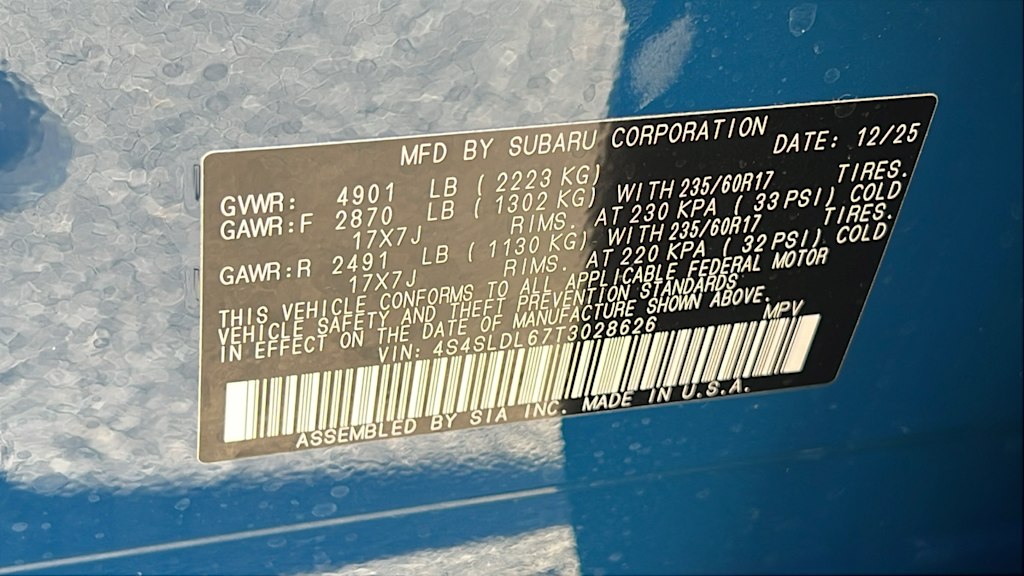 MFD BY SUBARU CORPORATION DATE: 12/25
GVWR: 4901 LB ( 2223 KG)
GAWR:F 2870 LB ( 1302 KG) WITH 235/60R17 TIRES.
17X7J RIMS. AT 230 KPA ( 33 PSI) COLD
GAWR:R 2491 LB ( 1130 KG) WITH 235/60R17 TIRES.
17X7J RIMS. AT 220 KPA ( 32 PSI) COLD
THIS VEHICLE CONFORMS TO ALL APPLICABLE FEDERAL MOTOR
VEHICLE SAFETY AND THEFT PREVENTION STANDARDS
IN EFFECT ON THE DATE OF MANUFACTURE SHOWN ABOVE.
VIN: 4S4SLDL67T3028626 MPV
ASSEMBLED BY SIA INC. MADE IN U.S.A.